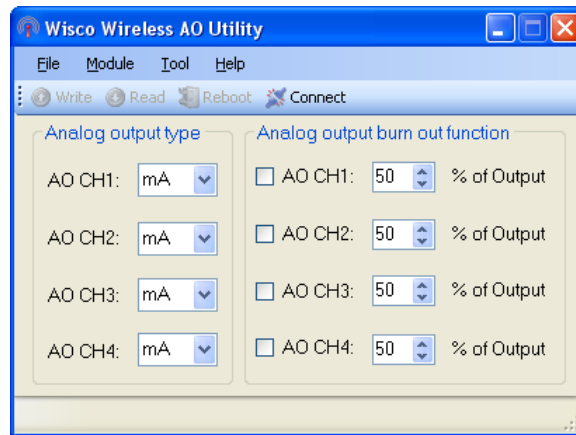 Wisco Wireless AO Utility
File Module Tool Help
Write Read Reboot Connect
Analog output type
AO CH1: mA
AO CH2: mA
AO CH3: mA
AO CH4: mA
Analog output burn out function
AO CH1: 50 % of Output
AO CH2: 50 % of Output
AO CH3: 50 % of Output
AO CH4: 50 % of Output